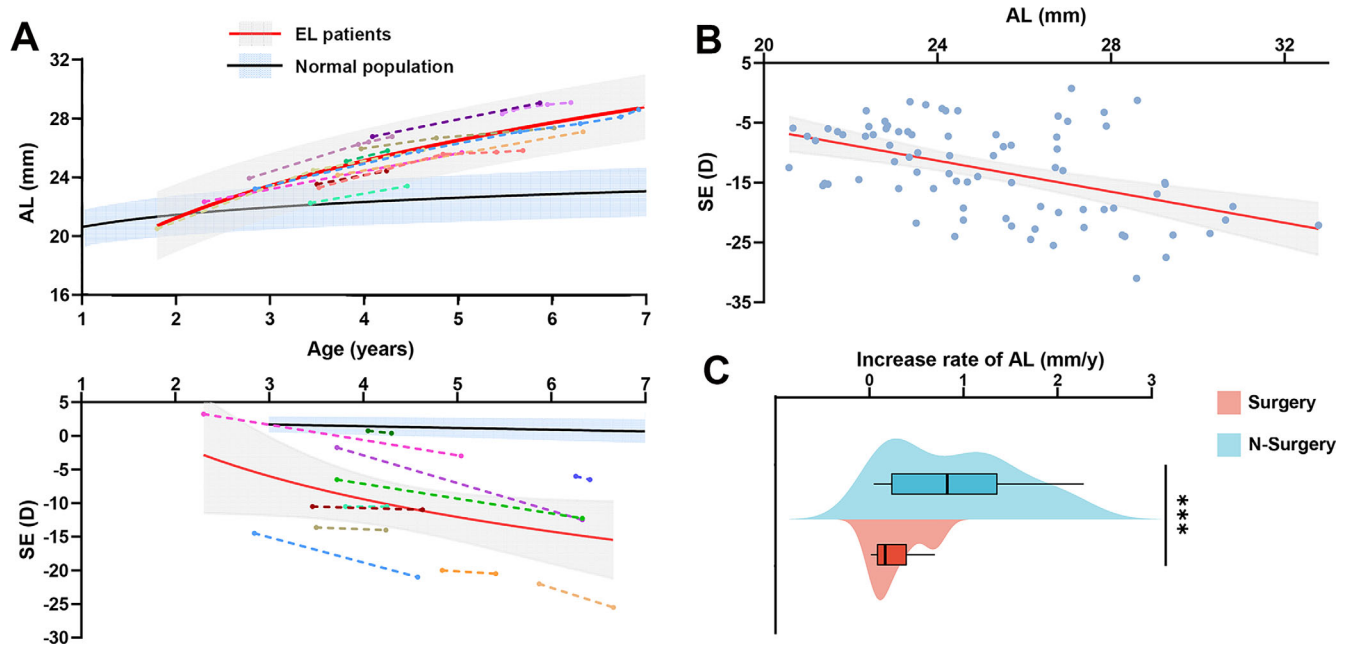 A
EL patients
Normal population
AL (mm)
32
28
24
20
16
1 2 3 4 5 6 7
Age (years)
1 2 3 4 5 6 7
SE (D)
5
0
-5
-10
-15
-20
-25
-30
B
AL (mm)
20 24 28 32
SE (D)
5
-5
-15
-25
-35
C
Increase rate of AL (mm/y)
0 1 2 3
Surgery
N-Surgery
***